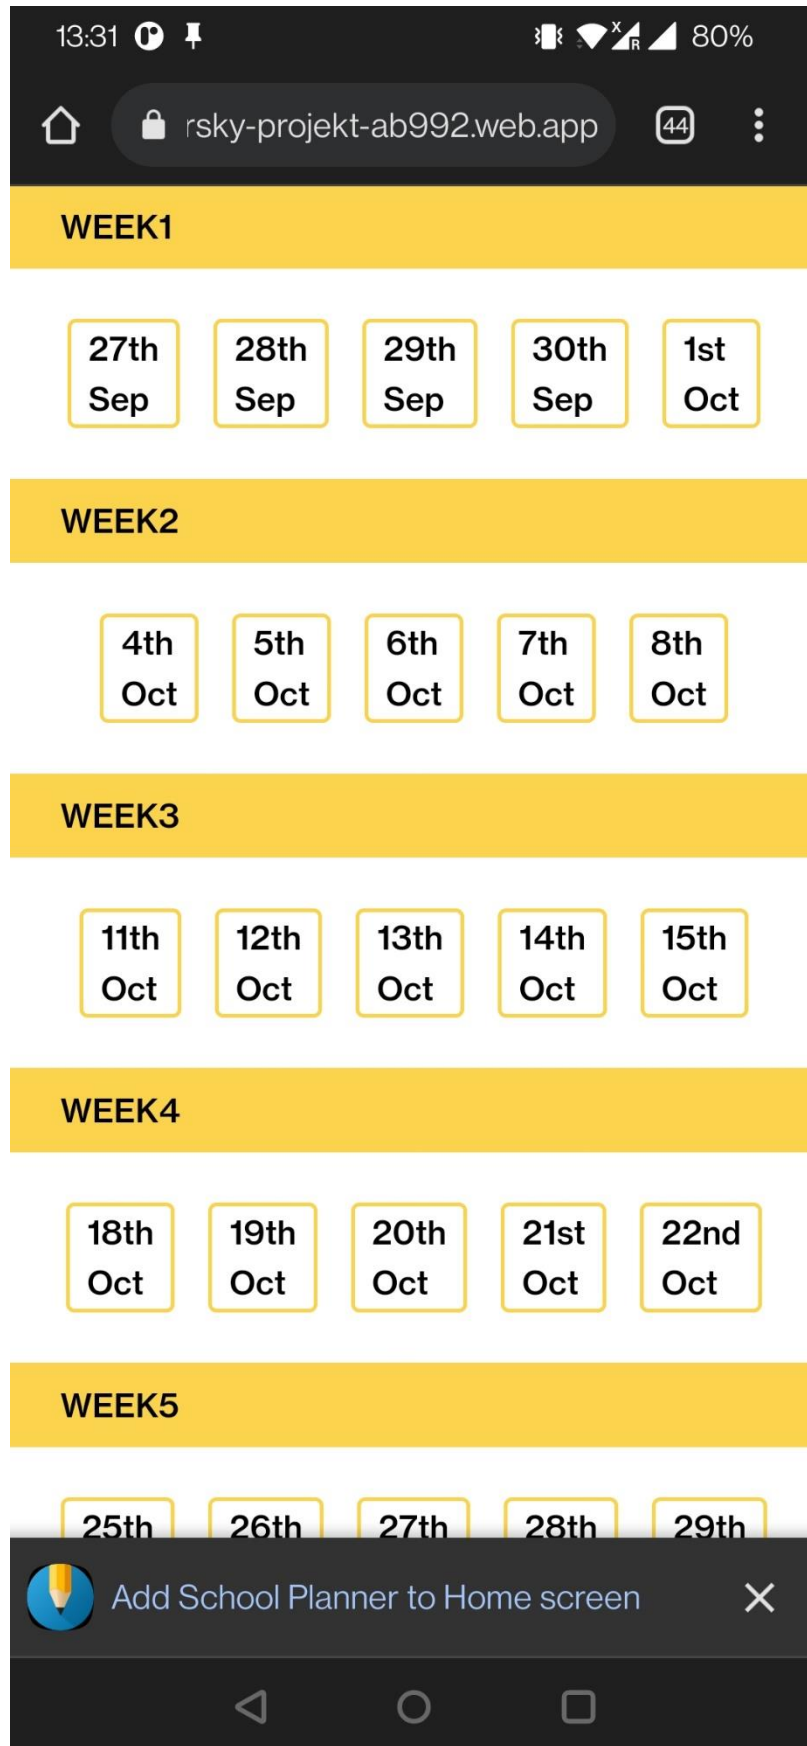 13:31 80%
rsky-projekt-ab992.web.app 44
WEEK1
27th 28th 29th 30th 1st
Sep Sep Sep Sep Oct
WEEK2
4th 5th 6th 7th 8th
Oct Oct Oct Oct Oct
WEEK3
11th 12th 13th 14th 15th
Oct Oct Oct Oct Oct
WEEK4
18th 19th 20th 21st 22nd
Oct Oct Oct Oct Oct
WEEK5
25th 26th 27th 28th 29th
Add School Planner to Home screen